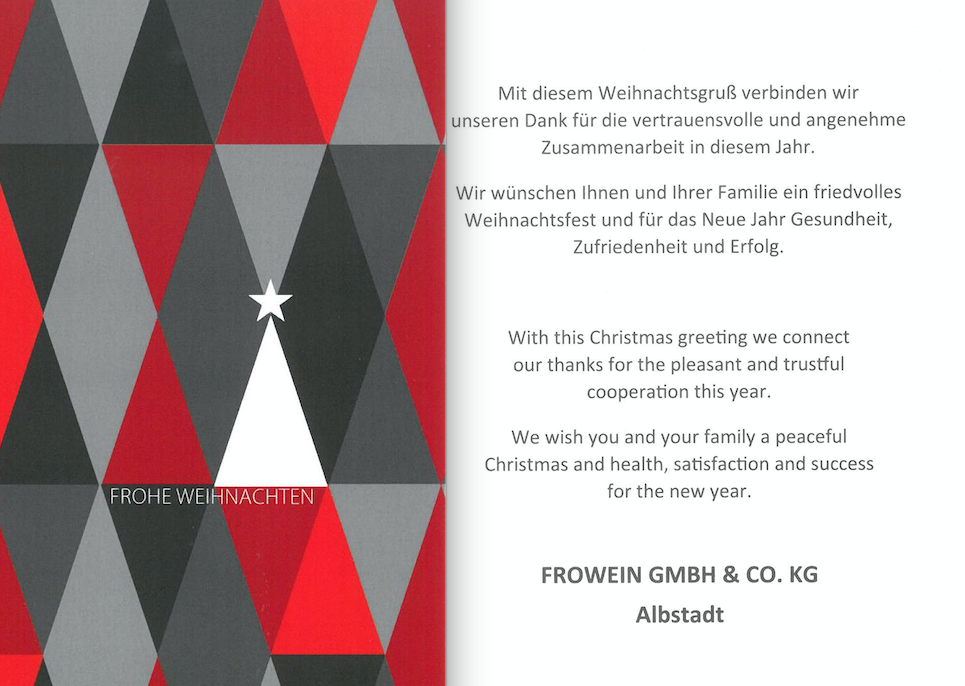 FROHE WEIHNACHTEN
Mit diesem Weihnachtsgruß verbinden wir
unseren Dank für die vertrauensvolle und angenehme
Zusammenarbeit in diesem Jahr.
Wir wünschen Ihnen und Ihrer Familie ein friedvolles
Weihnachtsfest und für das Neue Jahr Gesundheit,
Zufriedenheit und Erfolg.
With this Christmas greeting we connect
our thanks for the pleasant and trustful
cooperation this year.
We wish you and your family a peaceful
Christmas and health, satisfaction and success
for the new year.
FROWEIN GMBH & CO. KG
Albstadt